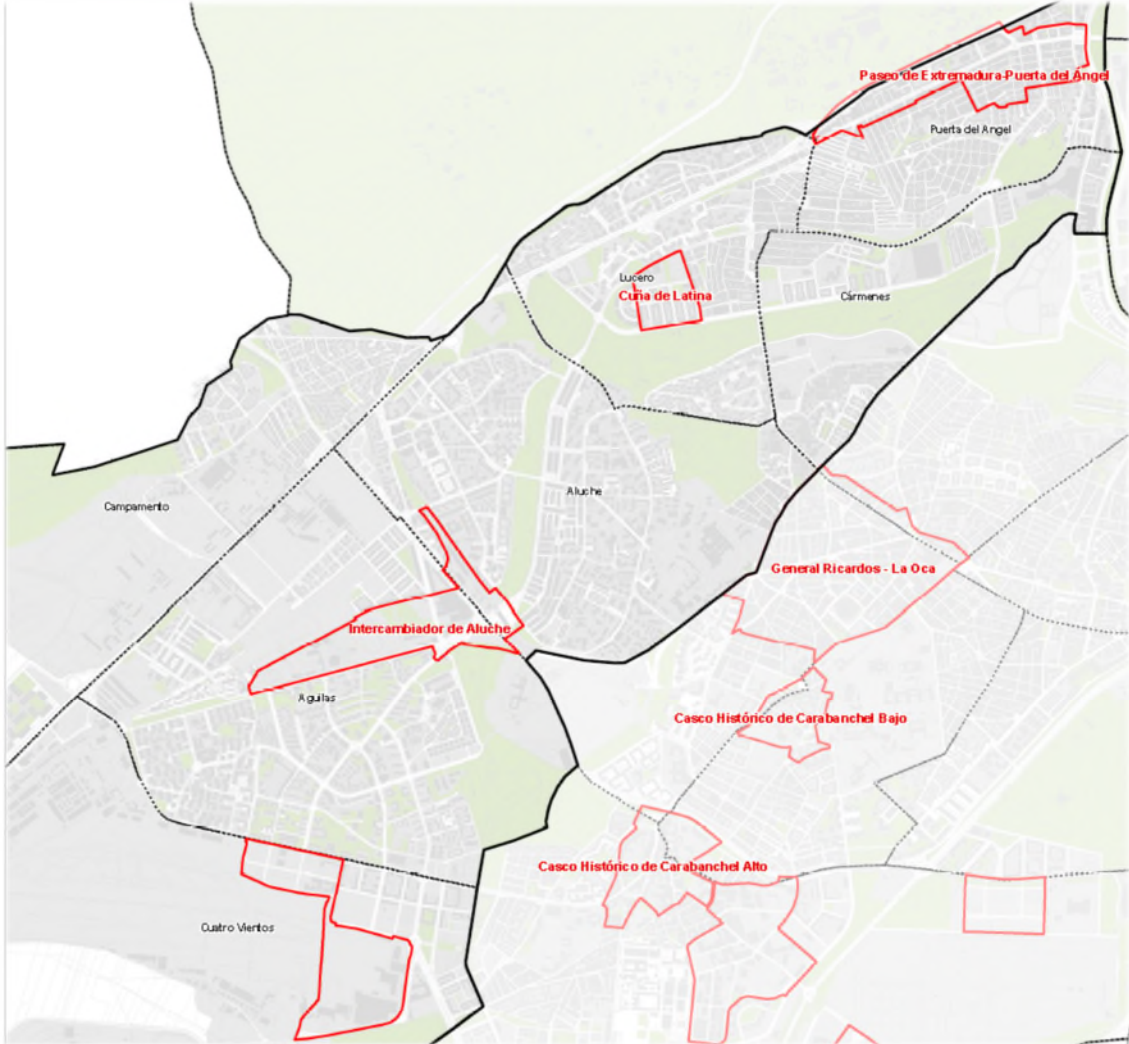 Paseo de Extremadura-Puerta del Ángel
Puerta del Angel
Lucero
Cuña de Latina
Cármenes
Aluche
Campamento
General Ricardos - La Oca
Intercambiador de Aluche
Aguilas
Casco Histórico de Carabanchel Bajo
Casco Histórico de Carabanchel Alto
Cuatro Vientos